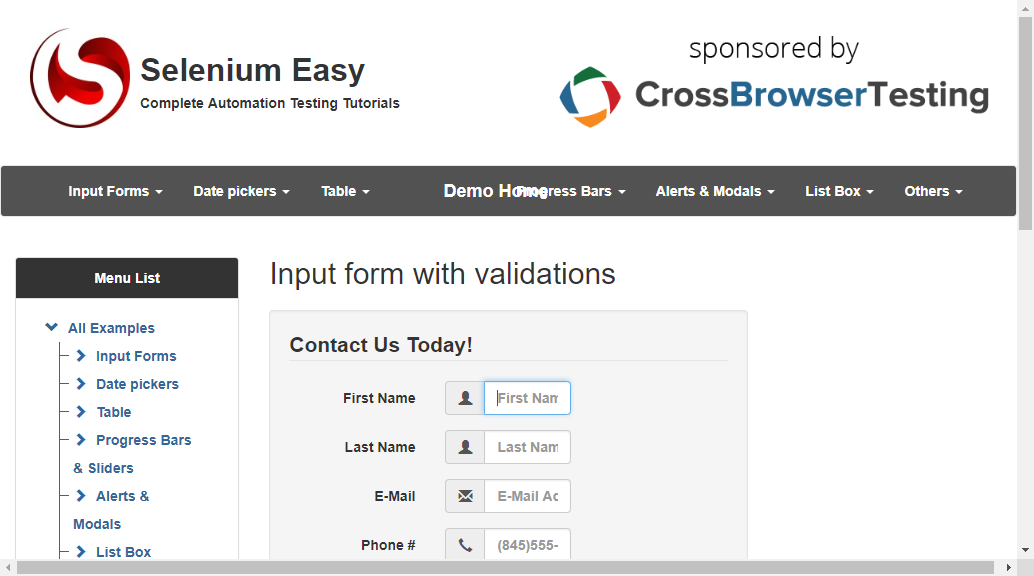 Selenium Easy
Complete Automation Testing Tutorials
sponsored by
CrossBrowserTesting
Input Forms
Date pickers
Table
Demo Home
Progress Bars
Alerts & Modals
List Box
Others
Menu List
All Examples
Input Forms
Date pickers
Table
Progress Bars
& Sliders
Alerts &
Modals
List Box
Input form with validations
Contact Us Today!
First Name
First Nam
Last Name
Last Nam
E-Mail
E-Mail Ad
Phone #
(845)555-